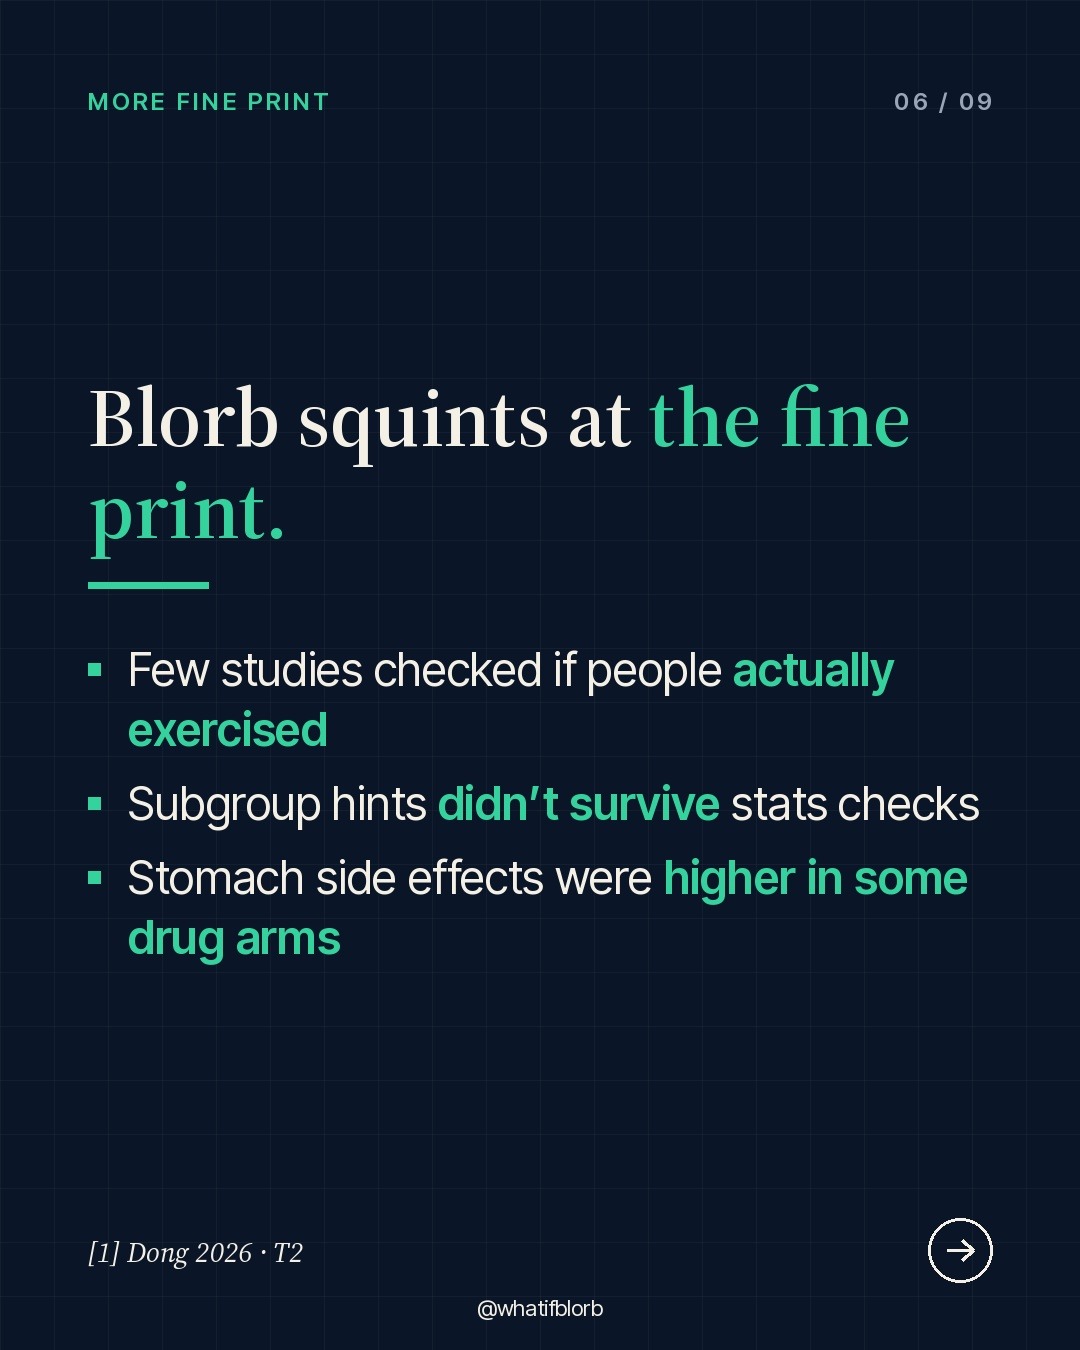 MORE FINE PRINT
06 / 09
Blorb squints at the fine
print.
Few studies checked if people actually
exercised
Subgroup hints didn’t survive stats checks
Stomach side effects were higher in some
drug arms
[1] Dong 2026 · T2
@whatifblorb